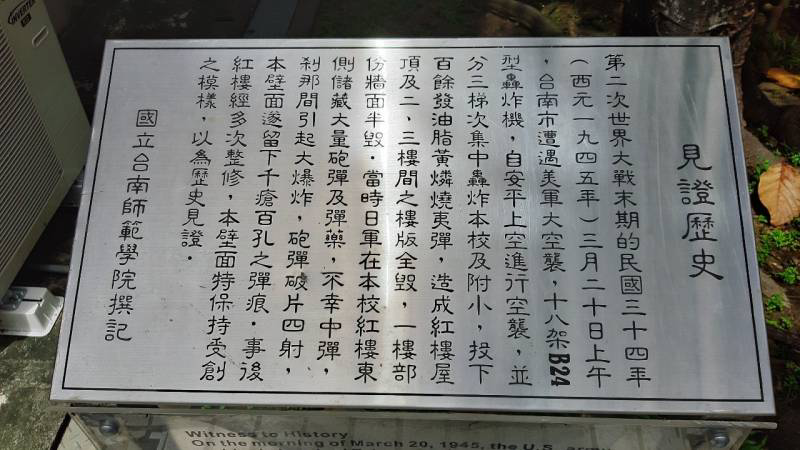 見證歷史
第二次世界大戰末期的民國三十四年
（西元一九四五年）三月二十日上午
，台南市遭遇美軍大空襲，十八架B24
型轟炸機，自安平上空進行空襲，並
分三梯次集中轟炸本校及附小，投下
百餘發油脂黃燐燒夷彈，造成紅樓屋
頂及二，三樓間之樓版全毀，一樓部
份牆面半毀．當時日軍在本校紅樓東
側儲藏大量砲彈及彈藥，不幸中彈，
剎那間引起大爆炸，砲彈破片四射，
本壁面遂留下千瘡百孔之彈痕．事後
紅樓經多次整修，本壁面特保持受創
之模樣，以為歷史見證．
國立台南師範學院撰記
Witness to History
On the morning of March 20, 1945, the U.S. army
INVERTER